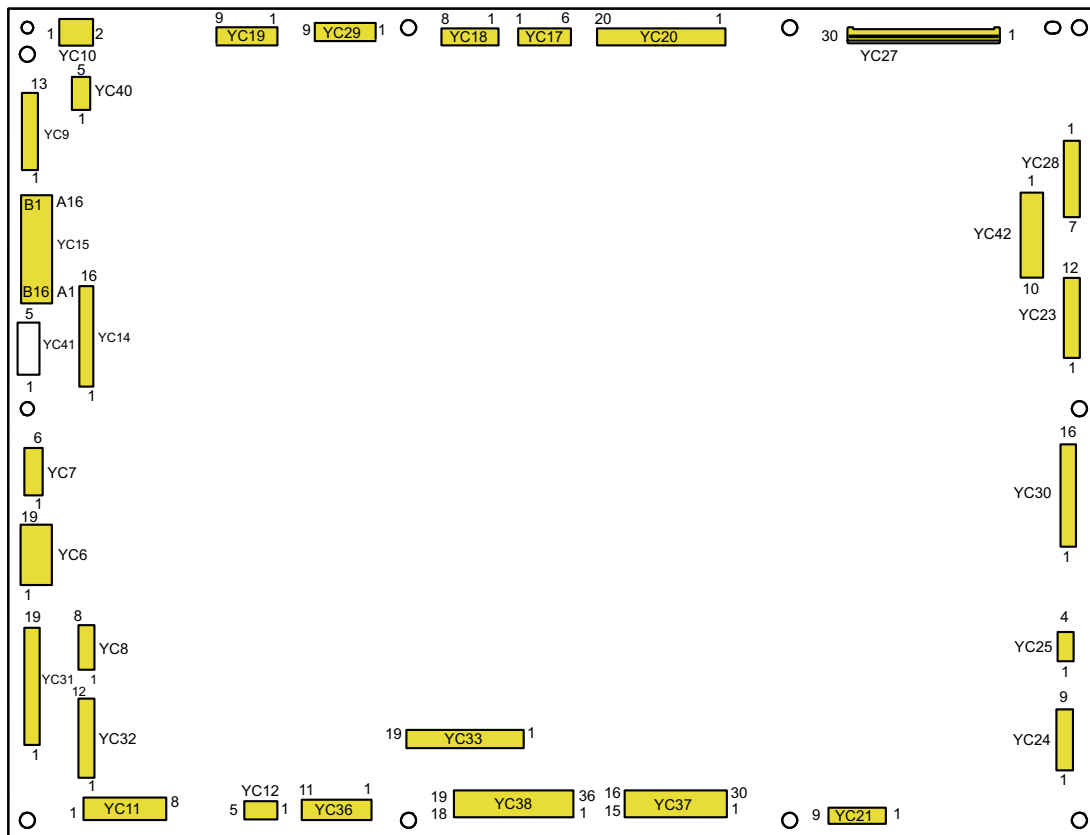 9 1 8 1 1 6 20 1
1 2 YC19 9 YC29 1 YC18 YC17 YC20 30 1
YC10 YC27
5
13 YC40
1
YC9
1
1 YC28
1
7
B1 A16
YC15
B16 A1
YC42
10
16
12
YC23
1
5
YC41
1
YC14
1
6
YC7
1
16
YC30
1
19
YC6
1
19
YC31
1
8
YC8
1
4
YC25
1
12
YC32
1
9
YC24
1
19 YC33 1
1 YC11 8
YC12
5 1
11 1
YC36
19 YC38 36
18 1
16 YC37 30
15 1
9 YC21 1